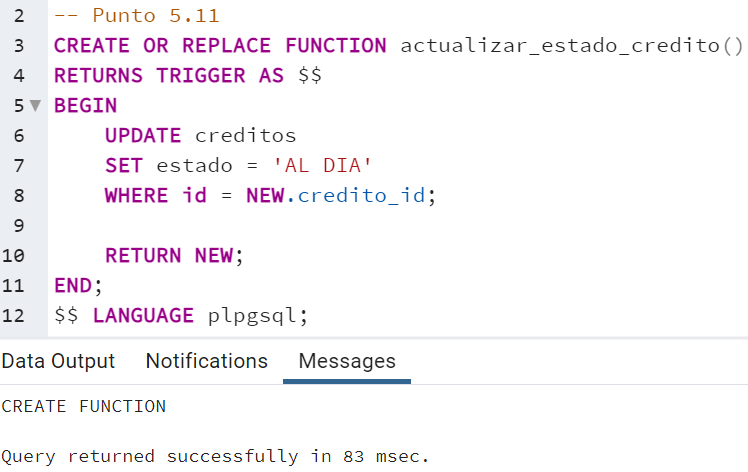 2 -- Punto 5.11
3 CREATE OR REPLACE FUNCTION actualizar_estado_credito()
4 RETURNS TRIGGER AS $$
5 BEGIN
6 UPDATE creditos
7 SET estado = 'AL DIA'
8 WHERE id = NEW.credito_id;
9
10 RETURN NEW;
11 END;
12 $$ LANGUAGE plpgsql;
Data Output Notifications Messages
CREATE FUNCTION
Query returned successfully in 83 msec.